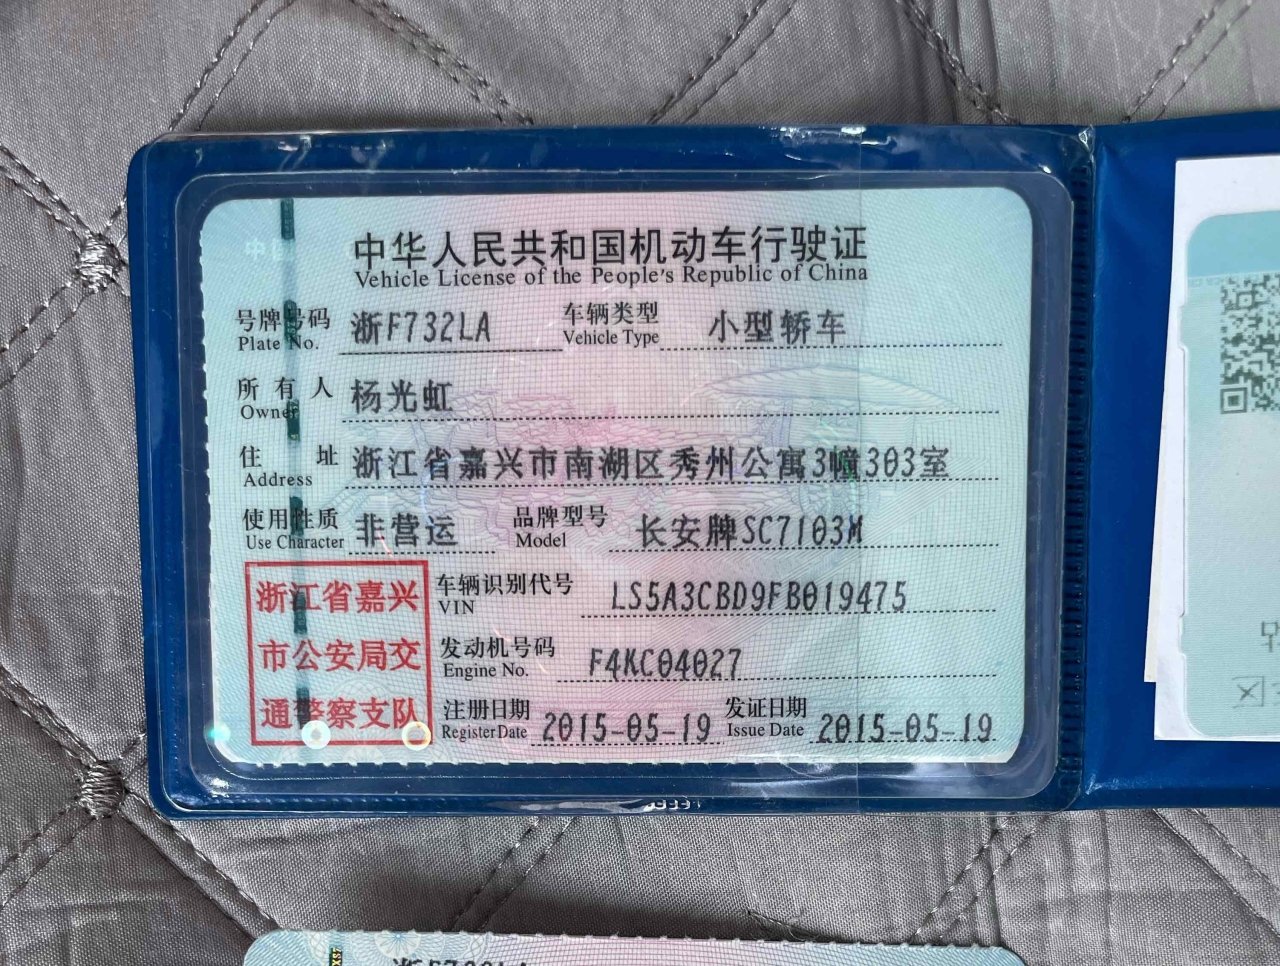 中华人民共和国机动车行驶证
Vehicle License of the People's Republic of China
号牌号码 浙F732LA 车辆类型 小型轿车
Plate No. Vehicle Type
所有人 杨光虹
Owner
住址 浙江省嘉兴市南湖区秀州公寓3幢303室
Address
使用性质 非营运 品牌型号 长安牌SC7103M
Use Character Model
浙江省嘉兴
市公安局交
通警察支队
车辆识别代号 LS5A3CBD9FB019475
VIN
发动机号码 F4KC04027
Engine No.
注册日期 2015-05-19 发证日期 2015-05-19
Register Date Issue Date